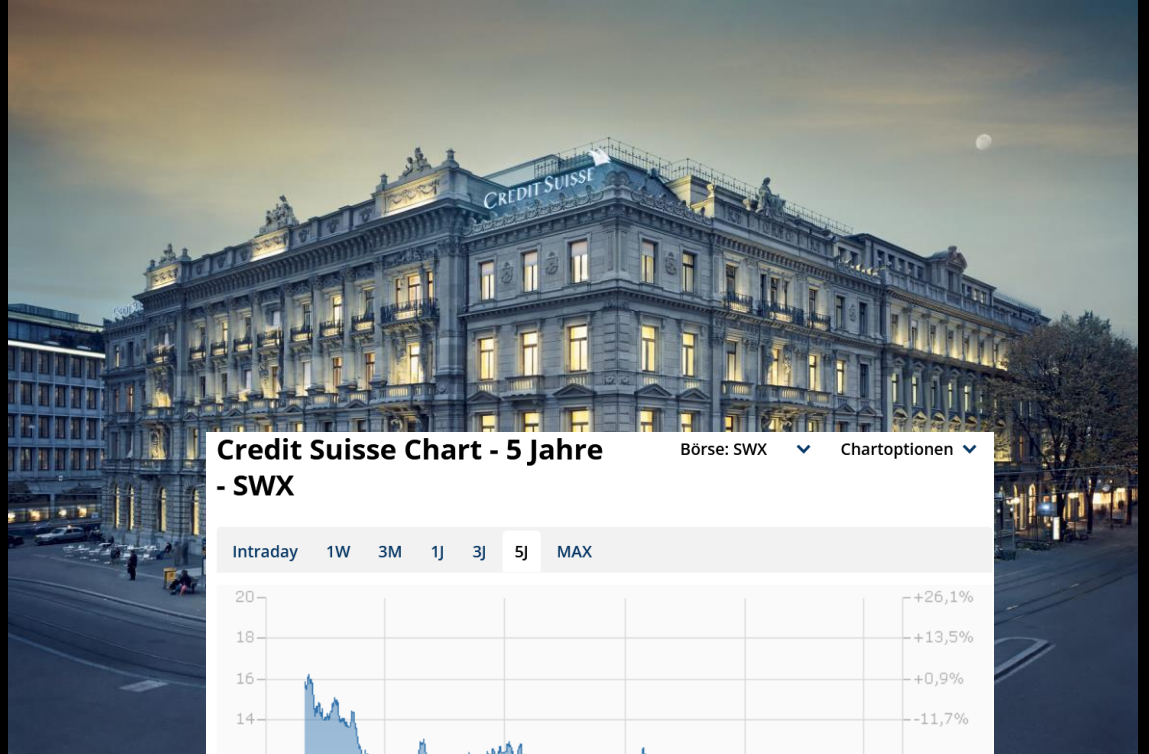 CREDIT SUISSE
Credit Suisse Chart - 5 Jahre
- SWX
Börse: SWX
Chartoptionen
Intraday 1W 3M 1J 3J 5J MAX
20 +26,1%
18 +13,5%
16 +0,9%
14 -11,7%